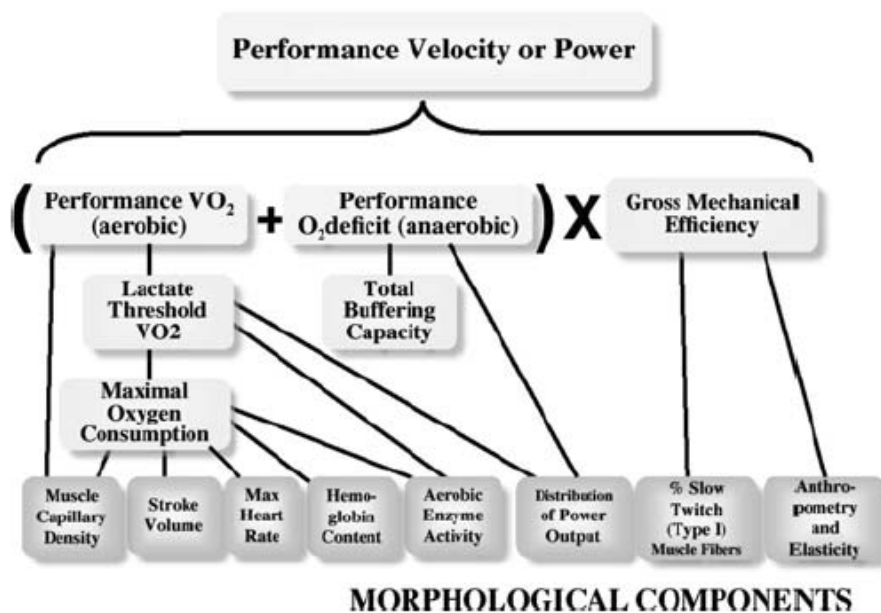 Performance Velocity or Power
( Performance VO₂ (aerobic) + Performance O₂deficit (anaerobic) ) X Gross Mechanical Efficiency
Lactate
Threshold
VO2
Total
Buffering
Capacity
Maximal
Oxygen
Consumption
Muscle
Capillary
Density
Stroke
Volume
Max
Heart
Rate
Hemo-
globin
Content
Aerobic
Enzyme
Activity
Distribution
of Power
Output
% Slow
Twitch
(Type I)
Muscle Fibers
Anthro-
pometry
and
Elasticity
MORPHOLOGICAL COMPONENTS